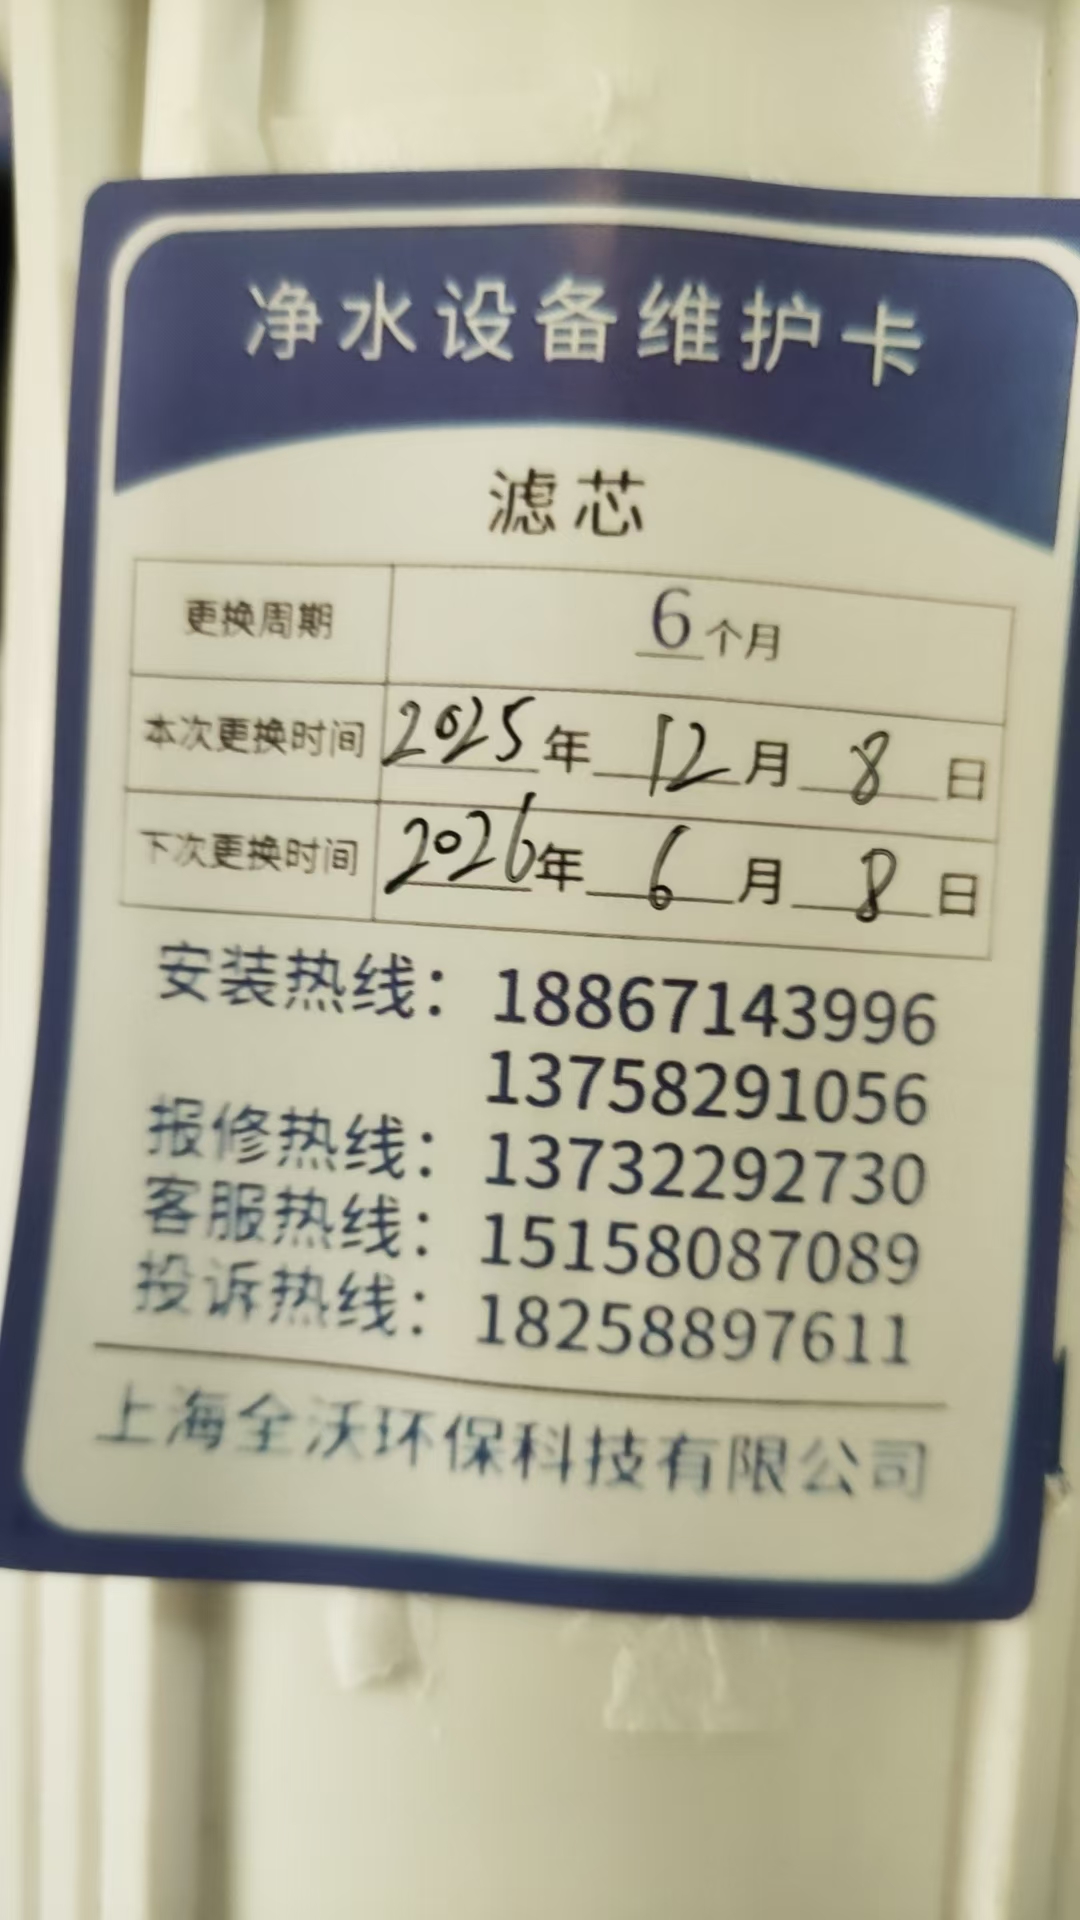 净水设备维护卡
滤芯
更换周期 6个月
本次更换时间 2025年12月8日
下次更换时间 2026年6月8日
安装热线：18867143996
13758291056
报修热线：13732292730
客服热线：15158087089
投诉热线：18258897611
上海全沃环保科技有限公司